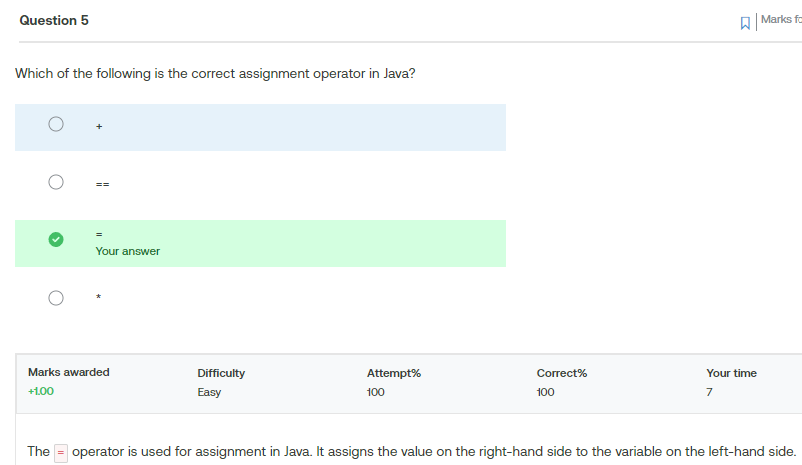 Question 5
Marks fo
Which of the following is the correct assignment operator in Java?
+
==
=
Your answer
*
Marks awarded Difficulty Attempt% Correct% Your time
+1.00 Easy 100 100 7
The = operator is used for assignment in Java. It assigns the value on the right-hand side to the variable on the left-hand side.